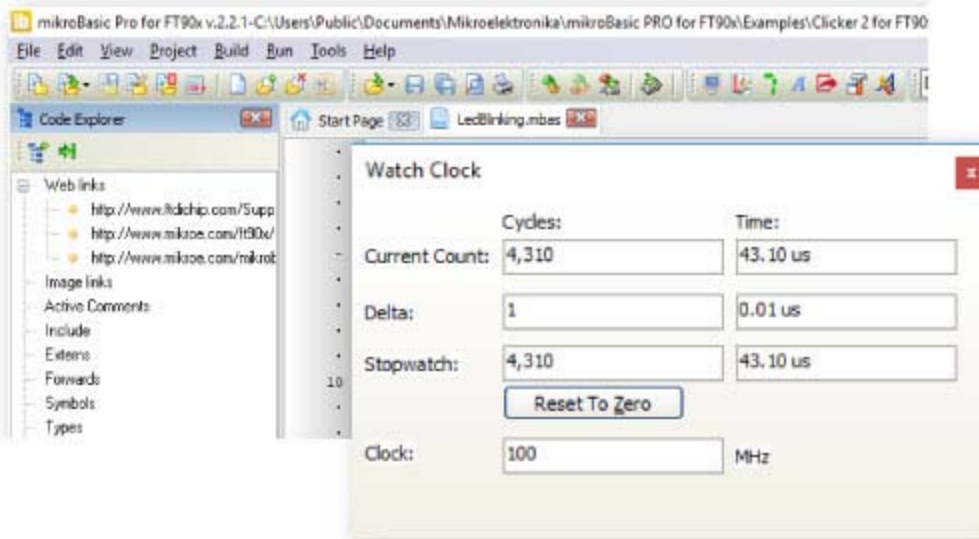 mikroBasic Pro for FT90x v.2.2.1-C:\Users\Public\Documents\Mikroelektronika\mikroBasic PRO for FT90x\Examples\Clicker 2 for FT90
File Edit View Project Build Run Tools Help
Code Explorer
Start Page
LedBlinking.mbas
Web links
http://www.ftdichip.com/Supp
http://www.mikroe.com/ft90x/
http://www.mikroe.com/mikrob
Image links
Active Comments
Include
Externs
Forwards
Symbols
Types
10
Watch Clock
Cycles: Time:
Current Count: 4,310 43.10 us
Delta: 1 0.01 us
Stopwatch: 4,310 43.10 us
Reset To Zero
Clock: 100 MHz